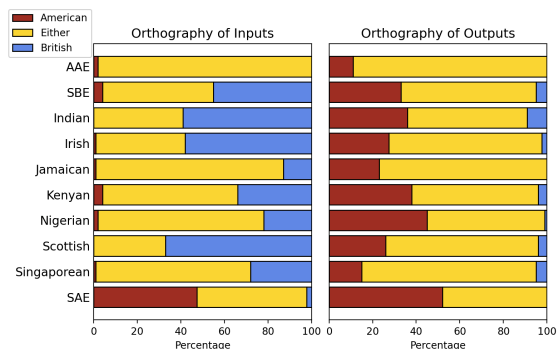 American
Either
British
Orthography of Inputs
Orthography of Outputs
AAE
SBE
Indian
Irish
Jamaican
Kenyan
Nigerian
Scottish
Singaporean
SAE
0 20 40 60 80 100
0 20 40 60 80 100
Percentage
Percentage